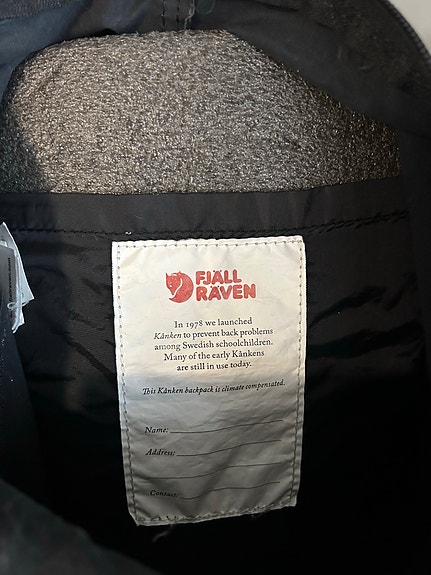 FJÄLL
RÄVEN
In 1978 we launched
Kånken to prevent back problems
among Swedish schoolchildren.
Many of the early Kånkens
are still in use today.
This Kånken backpack is climate compensated.
Name:
Address:
Contact: